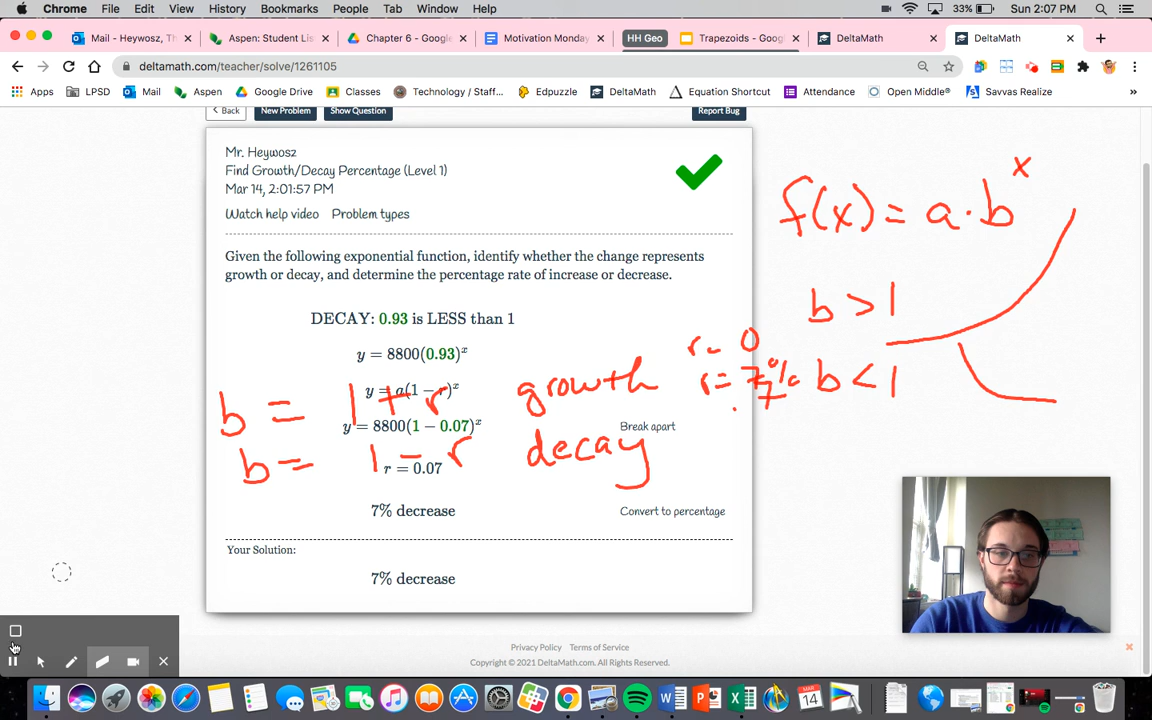 Chrome File Edit View History Bookmarks People Tab Window Help 33% Sun 2:07 PM
Mail - Heywosz, Th Aspen: Student Lis Chapter 6 - Google Motivation Monday HH Geo Trapezoids - Goog DeltaMath DeltaMath
deltamath.com/teacher/solve/1261105
Apps LPSD Mail Aspen Google Drive Classes Technology / Staff... Edpuzzle DeltaMath Equation Shortcut Attendance Open Middle® Savvas Realize
< Back New Problem Show Question Report Bug
Mr. Heywosz
Find Growth/Decay Percentage (Level 1)
Mar 14, 2:01:57 PM
Watch help video Problem types
Given the following exponential function, identify whether the change represents
growth or decay, and determine the percentage rate of increase or decrease.
DECAY: 0.93 is LESS than 1
y = 8800(0.93)^x
y = a(1 − r)^x
y = 8800(1 − 0.07)^x Break apart
r = 0.07
7% decrease Convert to percentage
Your Solution:
7% decrease
f(x) = a·b^x
b > 1
r= 0
r= 7% b < 1
b = 1 + r growth
b = 1 − r decay
Privacy Policy Terms of Service
Copyright © 2021 DeltaMath.com. All Rights Reserved.
MAR
14